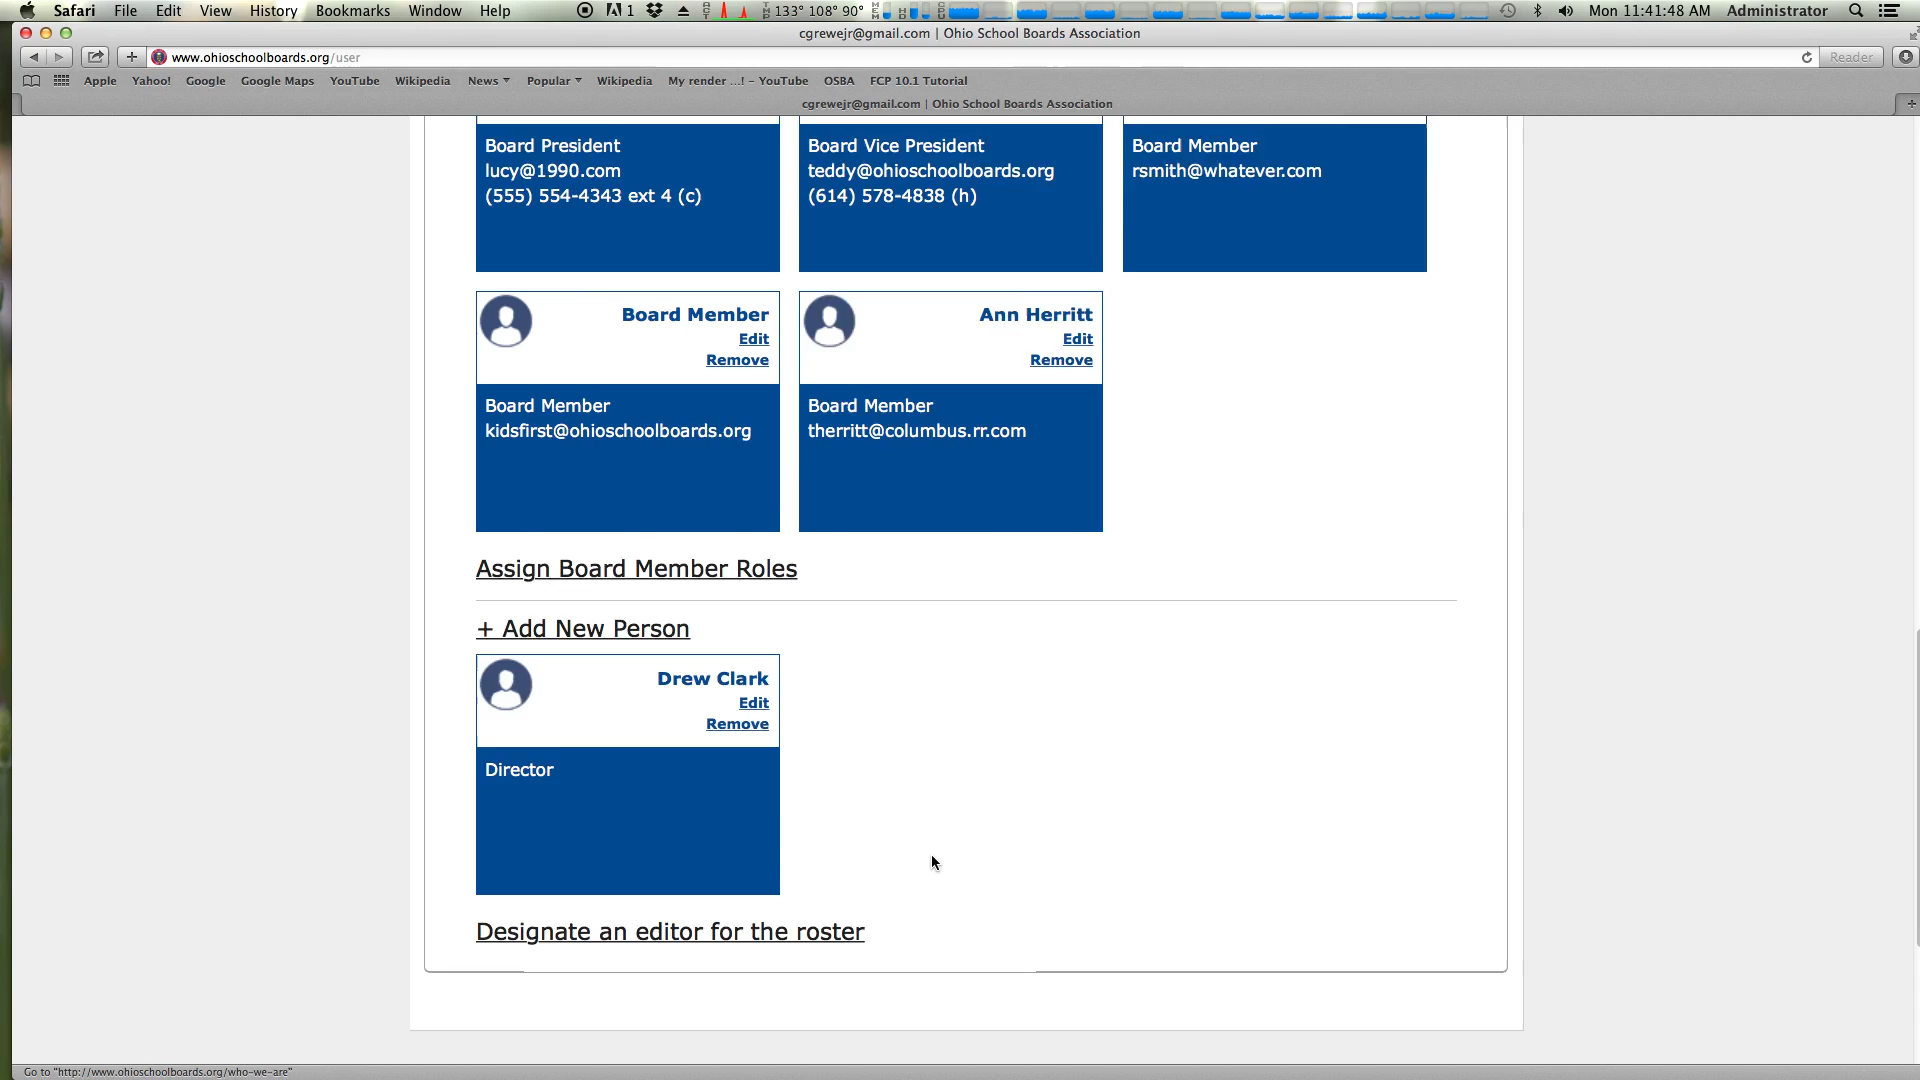 Safari File Edit View History Bookmarks Window Help 1 133° 108° 90° Mon 11:41:48 AM Administrator
cgrewejr@gmail.com | Ohio School Boards Association
www.ohioschoolboards.org/user Reader
Apple Yahoo! Google Google Maps YouTube Wikipedia News Popular Wikipedia My render ...! – YouTube OSBA FCP 10.1 Tutorial
cgrewejr@gmail.com | Ohio School Boards Association
Board President
lucy@1990.com
(555) 554-4343 ext 4 (c)
Board Vice President
teddy@ohioschoolboards.org
(614) 578-4838 (h)
Board Member
rsmith@whatever.com
Board Member
Edit
Remove
Board Member
kidsfirst@ohioschoolboards.org
Ann Herritt
Edit
Remove
Board Member
therritt@columbus.rr.com
Assign Board Member Roles
+ Add New Person
Drew Clark
Edit
Remove
Director
Designate an editor for the roster
Go to "http://www.ohioschoolboards.org/who-we-are"